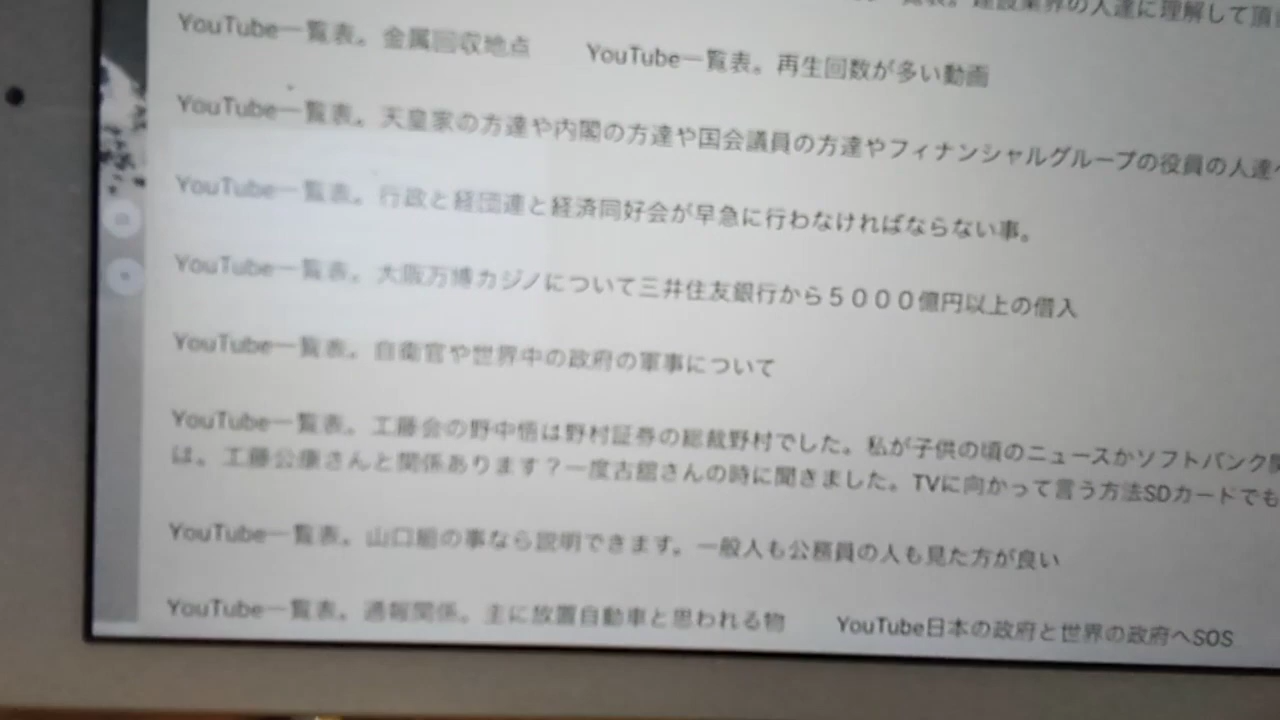 覧表。建設業界の人達に理解して頂
YouTube一覧表。金属回収地点 YouTube一覧表。再生回数が多い動画
YouTube一覧表。天皇家の方達や内閣の方達や国会議員の方達やフィナンシャルグループの役員の人達へ
YouTube一覧表。行政と経団連と経済同好会が早急に行わなければならない事。
YouTube一覧表。大阪万博カジノについて三井住友銀行から5000億円以上の借入
YouTube一覧表。自衛官や世界中の政府の軍事について
YouTube一覧表。工藤会の野中悟は野村証券の総裁野村でした。私が子供の頃のニュースかソフトバンク関
は。工藤公康さんと関係あります?一度古舘さんの時に聞きました。TVに向かって言う方法SDカードでも
YouTube一覧表。山口組の事なら説明できます。一般人も公務員の人も見た方が良い
YouTube一覧表。通報関係。主に放置自動車と思われる物 YouTube日本の政府と世界の政府へSOS